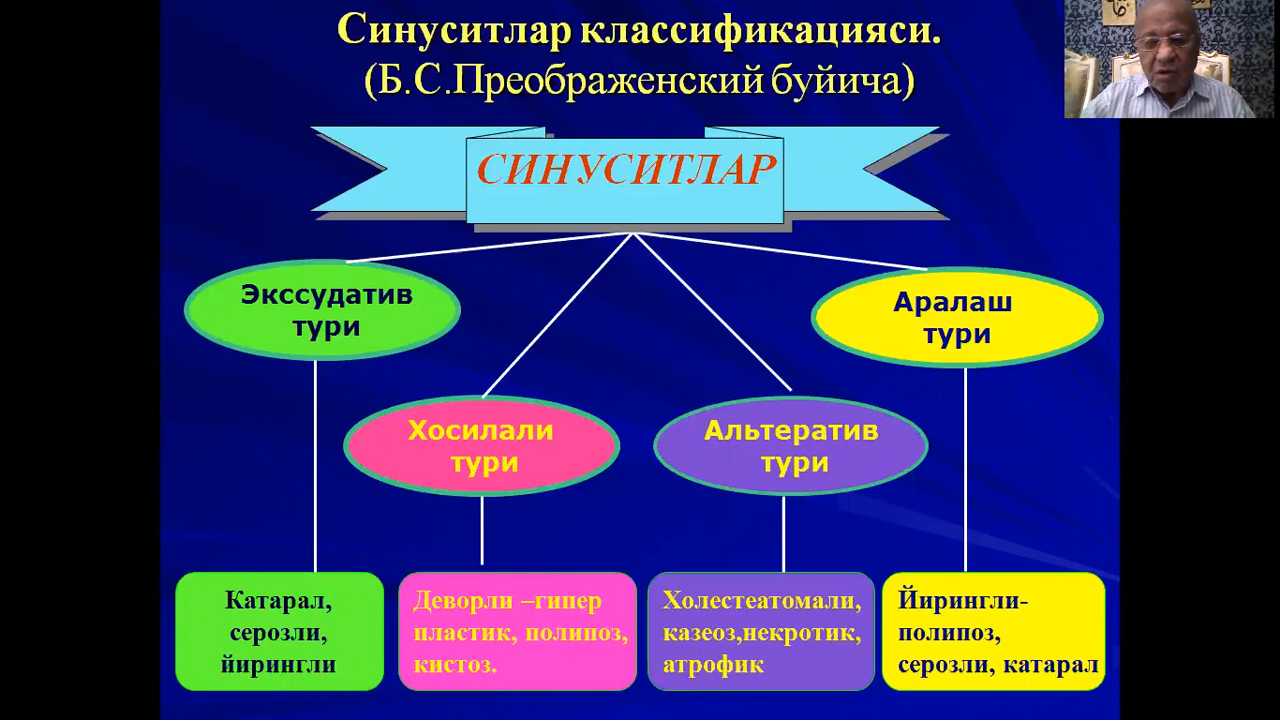 Синуситлар классификацияси.
(Б.С.Преображенский буйича)
СИНУСИТЛАР
Экссудатив
тури
Аралаш
тури
Хосилали
тури
Альтератив
тури
Катарал,
серозли,
йирингли
Деворли –гипер
пластик, полипоз,
кистоз.
Холестеатомали,
казеоз,некротик,
атрофик
Йирингли-
полипоз,
серозли, катарал